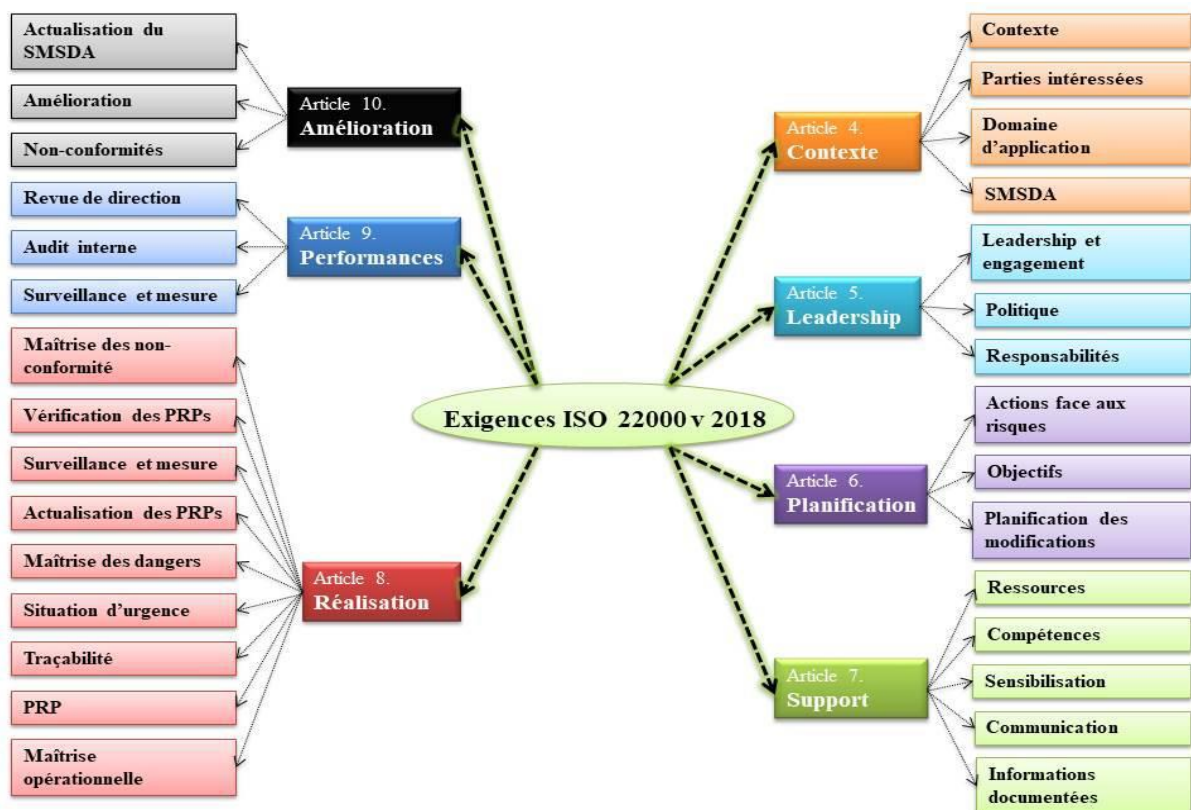 Actualisation du
SMSDA
Amélioration
Non-conformités
Article 10.
Amélioration
Revue de direction
Audit interne
Surveillance et mesure
Article 9.
Performances
Maîtrise des non-
conformité
Vérification des PRPs
Surveillance et mesure
Actualisation des PRPs
Maîtrise des dangers
Situation d'urgence
Traçabilité
PRP
Maîtrise
opérationnelle
Article 8.
Réalisation
Exigences ISO 22000 v 2018
Article 4.
Contexte
Contexte
Parties intéressées
Domaine
d'application
SMSDA
Article 5.
Leadership
Leadership et
engagement
Politique
Responsabilités
Article 6.
Planification
Actions face aux
risques
Objectifs
Planification des
modifications
Article 7.
Support
Ressources
Compétences
Sensibilisation
Communication
Informations
documentées